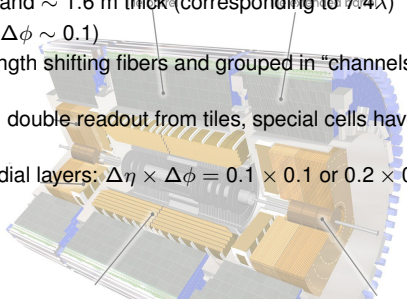 and ∼ 1.6 m thick (corresponding to 7.4λ)
Δϕ ∼ 0.1)
ngth shifting fibers and grouped in “channels
double readout from tiles, special cells hav
dial layers: Δη × Δϕ = 0.1 × 0.1 or 0.2 × 0